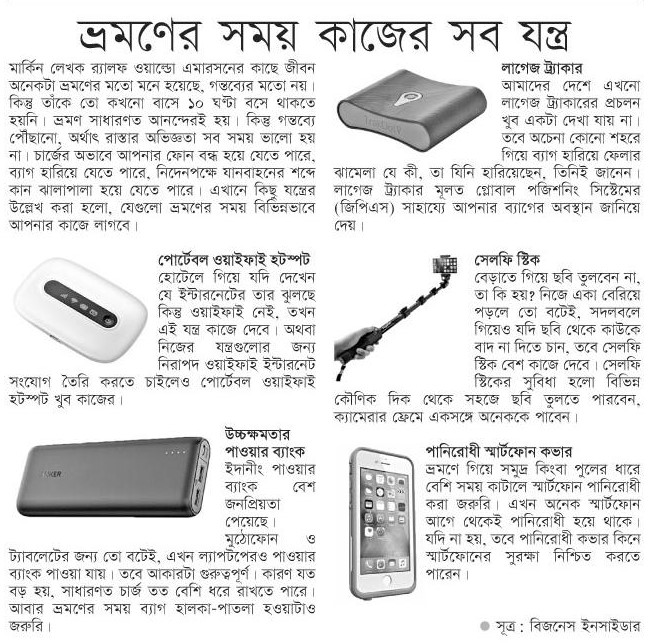 ভ্রমণের সময় কাজের সব যন্ত্র
মার্কিন লেখক র‍্যালফ ওয়াল্ডো এমারসনের কাছে জীবন
অনেকটা ভ্রমণের মতো মনে হয়েছে, গন্তব্যের মতো নয়।
কিন্তু তাঁকে তো কখনো বাসে ১০ ঘণ্টা বসে থাকতে
হয়নি। ভ্রমণ সাধারণত আনন্দেরই হয়। কিন্তু গন্তব্যে
পৌঁছানো, অর্থাৎ রাস্তার অভিজ্ঞতা সব সময় ভালো হয়
না। চার্জের অভাবে আপনার ফোন বন্ধ হয়ে যেতে পারে,
ব্যাগ হারিয়ে যেতে পারে, নিদেনপক্ষে যানবাহনের শব্দে
কান ঝালাপালা হয়ে যেতে পারে। এখানে কিছু যন্ত্রের
উল্লেখ করা হলো, যেগুলো ভ্রমণের সময় বিভিন্নভাবে
আপনার কাজে লাগবে।
পোর্টেবল ওয়াইফাই হটস্পট
হোটেলে গিয়ে যদি দেখেন
যে ইন্টারনেটের তার ঝুলছে
কিন্তু ওয়াইফাই নেই, তখন
এই যন্ত্র কাজে দেবে। অথবা
নিজের যন্ত্রগুলোর জন্য
নিরাপদ ওয়াইফাই ইন্টারনেট
সংযোগ তৈরি করতে চাইলেও পোর্টেবল ওয়াইফাই
হটস্পট খুব কাজের।
উচ্চক্ষমতার
পাওয়ার ব্যাংক
ইদানীং পাওয়ার
ব্যাংক বেশ
জনপ্রিয়তা
পেয়েছে।
মুঠোফোন ও
ট্যাবলেটের জন্য তো বটেই, এখন ল্যাপটপেরও পাওয়ার
ব্যাংক পাওয়া যায়। তবে আকারটা গুরুত্বপূর্ণ। কারণ যত
বড় হয়, সাধারণত চার্জ তত বেশি ধরে রাখতে পারে।
আবার ভ্রমণের সময় ব্যাগ হালকা-পাতলা হওয়াটাও
জরুরি।
লাগেজ ট্র্যাকার
আমাদের দেশে এখনো
লাগেজ ট্র্যাকারের প্রচলন
খুব একটা দেখা যায় না।
তবে অচেনা কোনো শহরে
গিয়ে ব্যাগ হারিয়ে ফেলার
ঝামেলা যে কী, তা যিনি হারিয়েছেন, তিনিই জানেন।
লাগেজ ট্র্যাকার মূলত গ্লোবাল পজিশনিং সিস্টেমের
(জিপিএস) সাহায্যে আপনার ব্যাগের অবস্থান জানিয়ে
দেয়।
সেলফি স্টিক
বেড়াতে গিয়ে ছবি তুলবেন না,
তা কি হয়? নিজে একা বেরিয়ে
পড়লে তো বটেই, সদলবলে
গিয়েও যদি ছবি থেকে কাউকে
বাদ না দিতে চান, তবে সেলফি
স্টিক বেশ কাজে দেবে। সেলফি
স্টিকের সুবিধা হলো বিভিন্ন
কৌণিক দিক থেকে সহজে ছবি তুলতে পারবেন,
ক্যামেরার ফ্রেমে একসঙ্গে অনেককে পাবেন।
পানিরোধী স্মার্টফোন কভার
ভ্রমণে গিয়ে সমুদ্র কিংবা পুলের ধারে
বেশি সময় কাটালে স্মার্টফোন পানিরোধী
করা জরুরি। এখন অনেক স্মার্টফোন
আগে থেকেই পানিরোধী হয়ে থাকে।
যদি না হয়, তবে পানিরোধী কভার কিনে
স্মার্টফোনের সুরক্ষা নিশ্চিত করতে
পারেন।
● সূত্র : বিজনেস ইনসাইডার